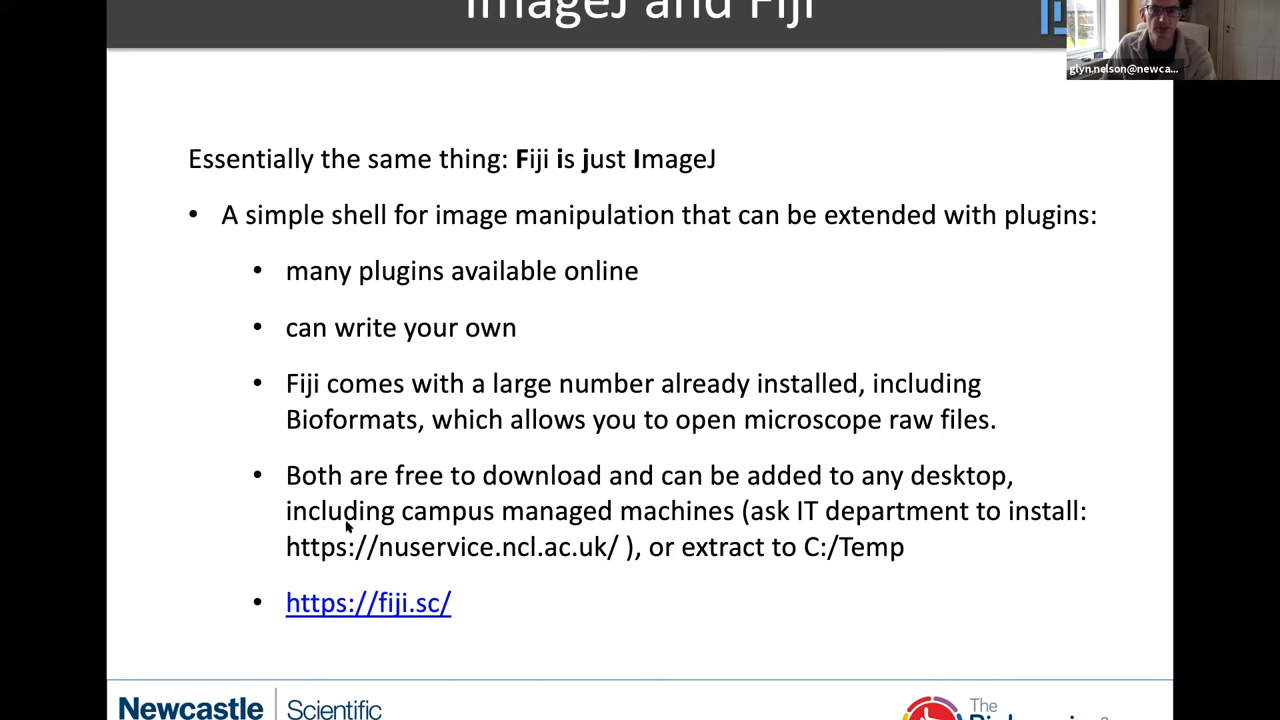 ImageJ and Fiji
glyn.nelson@newca...
Essentially the same thing: Fiji is just ImageJ
• A simple shell for image manipulation that can be extended with plugins:
• many plugins available online
• can write your own
• Fiji comes with a large number already installed, including
Bioformats, which allows you to open microscope raw files.
• Both are free to download and can be added to any desktop,
including campus managed machines (ask IT department to install:
https://nuservice.ncl.ac.uk/ ), or extract to C:/Temp
• https://fiji.sc/
Newcastle
Scientific
The